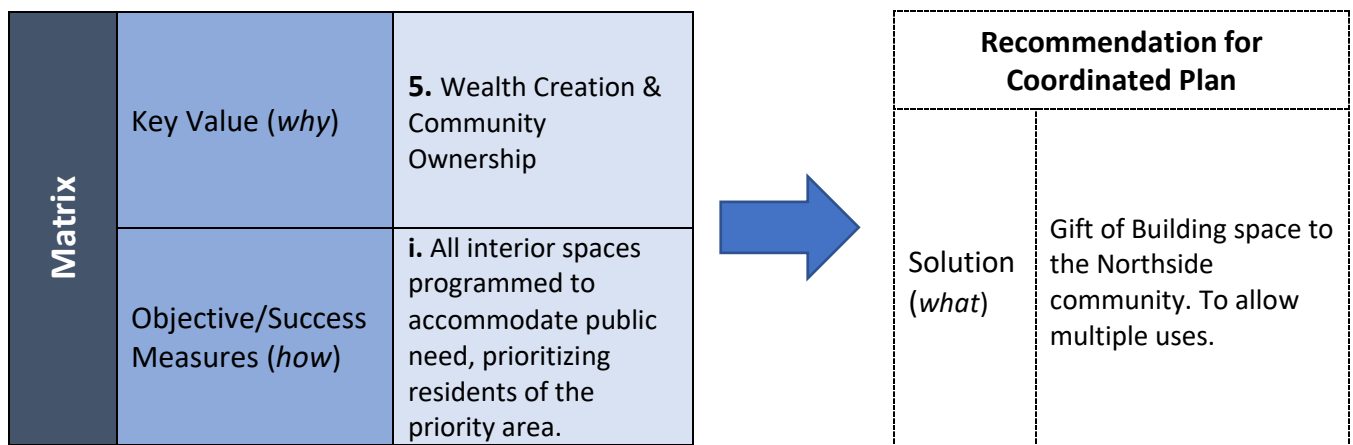 Matrix
Key Value (why)
5. Wealth Creation &
Community
Ownership
Objective/Success
Measures (how)
i. All interior spaces
programmed to
accommodate public
need, prioritizing
residents of the
priority area.
Recommendation for
Coordinated Plan
Solution
(what)
Gift of Building space to
the Northside
community. To allow
multiple uses.